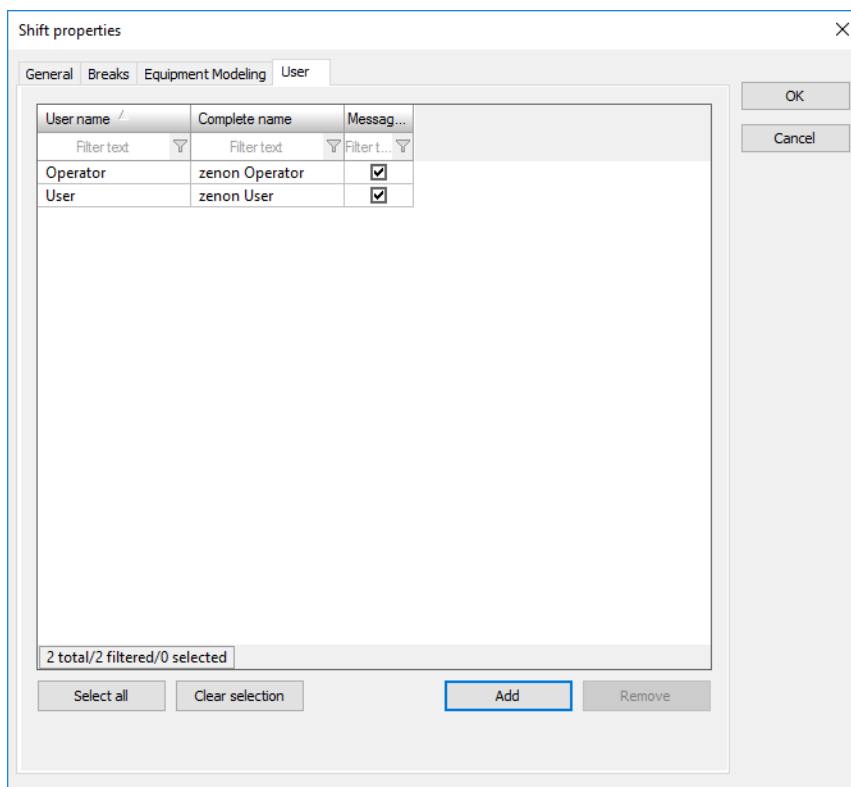 Shift properties
General Breaks Equipment Modeling User
OK
Cancel
User name Complete name Messag...
Filter text Filter text Filter t...
Operator zenon Operator
User zenon User
2 total/2 filtered/0 selected
Select all Clear selection Add Remove